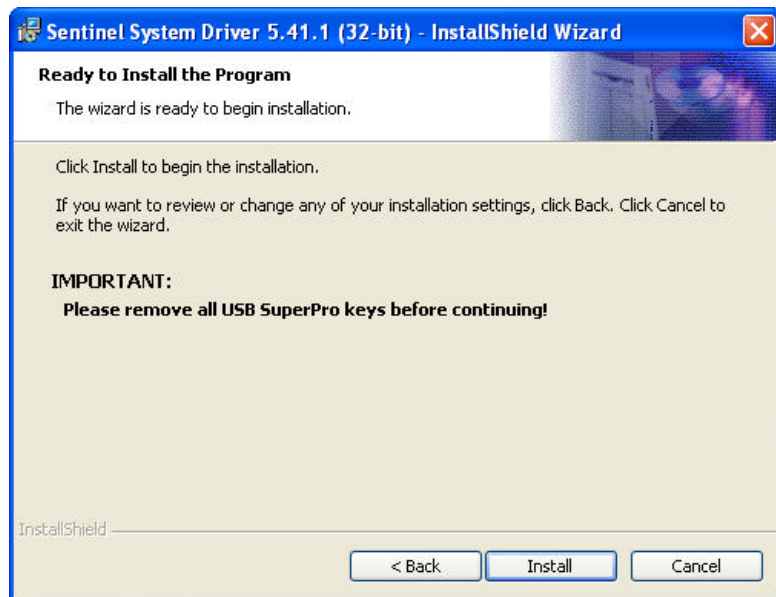 Sentinel System Driver 5.41.1 (32-bit) - InstallShield Wizard
Ready to Install the Program
The wizard is ready to begin installation.
Click Install to begin the installation.
If you want to review or change any of your installation settings, click Back. Click Cancel to
exit the wizard.
IMPORTANT:
Please remove all USB SuperPro keys before continuing!
InstallShield
< Back
Install
Cancel